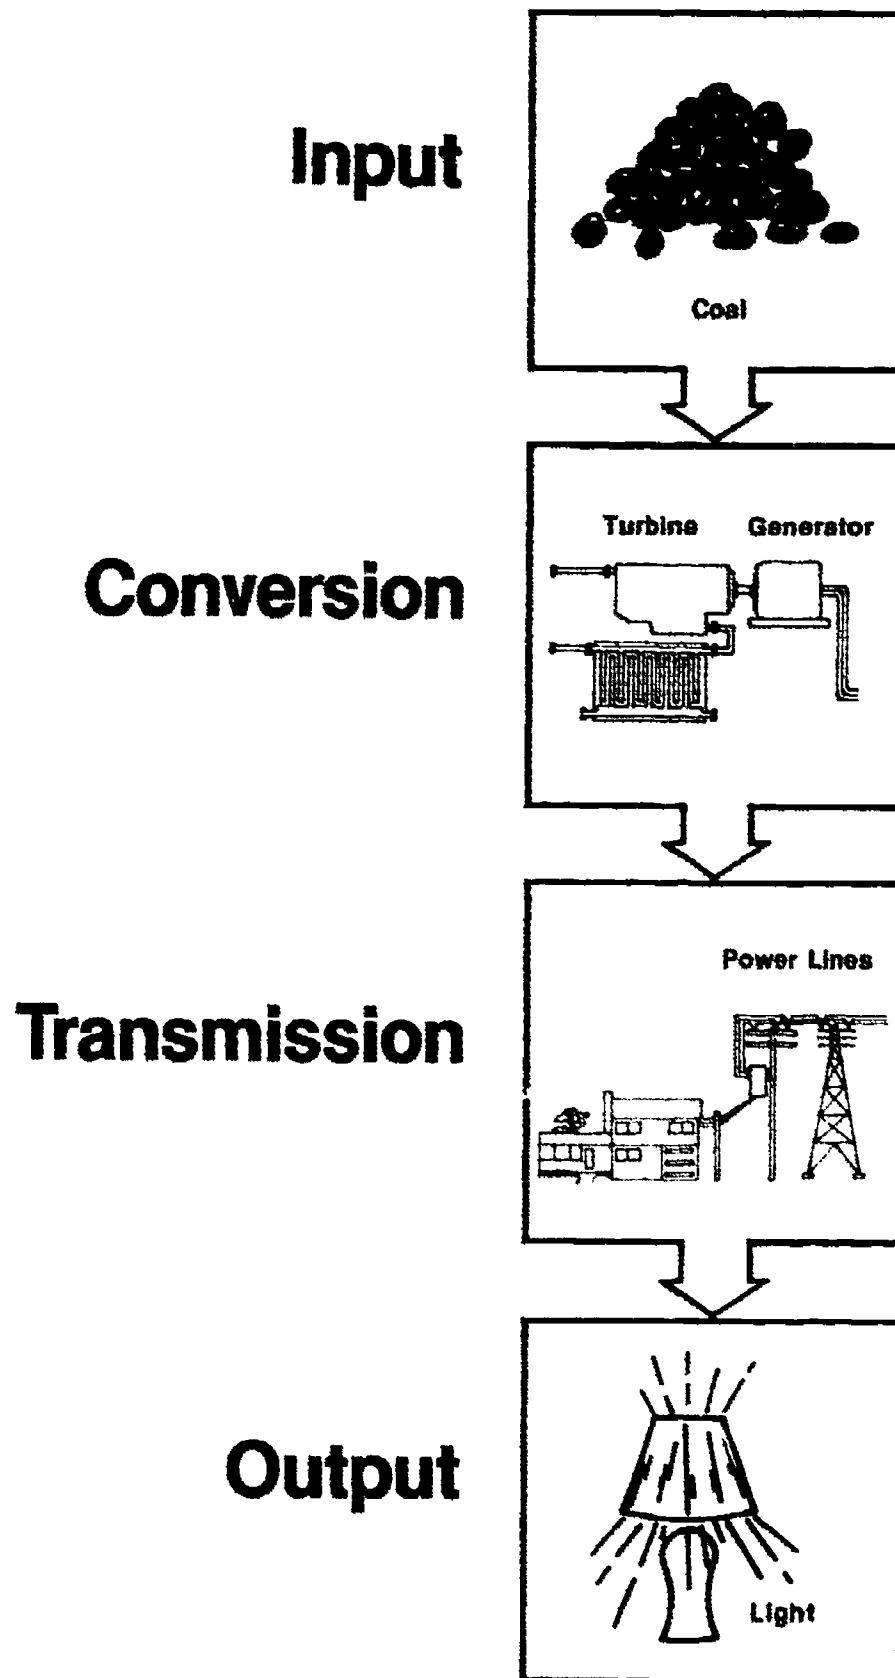 Input
Coal
Conversion
Turbine Generator
Transmission
Power Lines
Output
Light